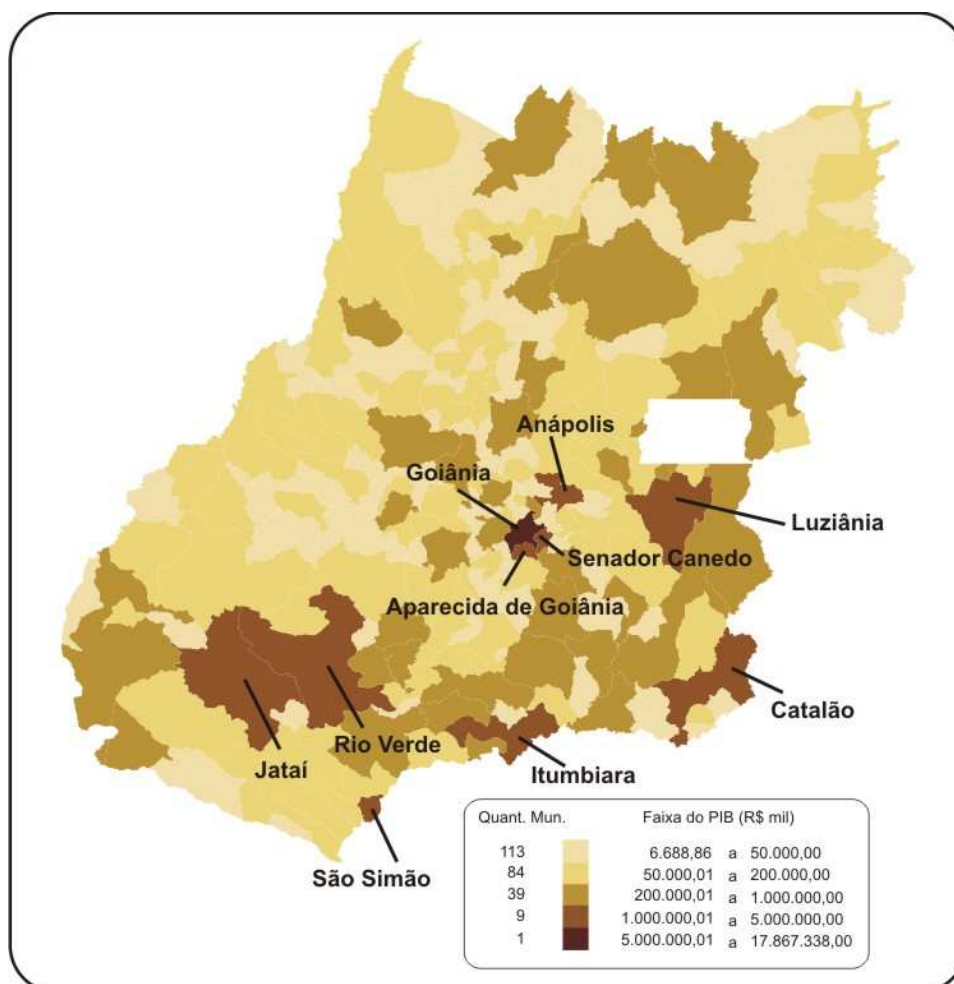 Anápolis
Goiânia
Luziânia
Senador Canedo
Aparecida de Goiânia
Catalão
Rio Verde
Jataí
Itumbiara
São Simão
Quant. Mun. Faixa do PIB (R$ mil)
113 6.688,86 a 50.000,00
84 50.000,01 a 200.000,00
39 200.000,01 a 1.000.000,00
9 1.000.000,01 a 5.000.000,00
1 5.000.000,01 a 17.867.338,00